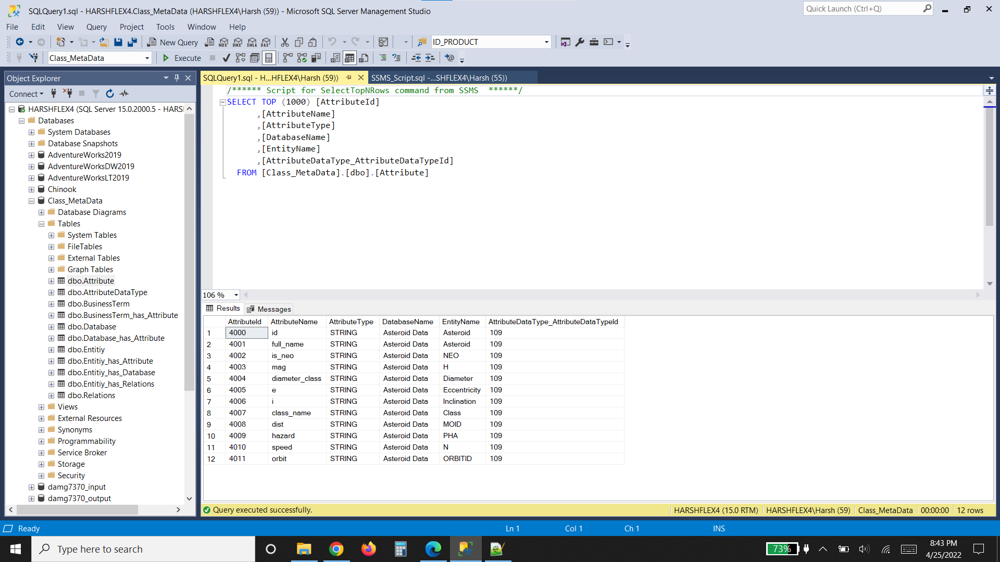 SQLQuery1.sql - HARSHFLEX4.Class_MetaData (HARSHFLEX4\Harsh (59)) - Microsoft SQL Server Management Studio
Quick Launch (Ctrl+Q)
File Edit View Query Project Tools Window Help
New Query MDX DMX XMLA DAX ID_PRODUCT
Class_MetaData Execute
Object Explorer
Connect
HARSHFLEX4 (SQL Server 15.0.2000.5 - HARSI
Databases
System Databases
Database Snapshots
AdventureWorks2019
AdventureWorksDW2019
AdventureWorksLT2019
Chinook
Class_MetaData
Database Diagrams
Tables
System Tables
FileTables
External Tables
Graph Tables
dbo.Attribute
dbo.AttributeDataType
dbo.BusinessTerm
dbo.BusinessTerm_has_Attribute
dbo.Database
dbo.Database_has_Attribute
dbo.Entitiy
dbo.Entitiy_has_Attribute
dbo.Entitiy_has_Database
dbo.Entitiy_has_Relations
dbo.Relations
Views
External Resources
Synonyms
Programmability
Service Broker
Storage
Security
damg7370_input
damg7370_output
SQLQuery1.sql - H...HFLEX4\Harsh (59)) SSMS_Script.sql -...SHFLEX4\Harsh (55))
/****** Script for SelectTopNRows command from SSMS ******/
SELECT TOP (1000) [AttributeId]
,[AttributeName]
,[AttributeType]
,[DatabaseName]
,[EntityName]
,[AttributeDataType_AttributeDataTypeId]
FROM [Class_MetaData].[dbo].[Attribute]
106 %
Results Messages
AttributeId AttributeName AttributeType DatabaseName EntityName AttributeDataType_AttributeDataTypeId
1 4000 id STRING Asteroid Data Asteroid 109
2 4001 full_name STRING Asteroid Data Asteroid 109
3 4002 is_neo STRING Asteroid Data NEO 109
4 4003 mag STRING Asteroid Data H 109
5 4004 diameter_class STRING Asteroid Data Diameter 109
6 4005 e STRING Asteroid Data Eccentricity 109
7 4006 i STRING Asteroid Data Inclination 109
8 4007 class_name STRING Asteroid Data Class 109
9 4008 dist STRING Asteroid Data MOID 109
10 4009 hazard STRING Asteroid Data PHA 109
11 4010 speed STRING Asteroid Data N 109
12 4011 orbit STRING Asteroid Data ORBITID 109
Query executed successfully. HARSHFLEX4 (15.0 RTM) HARSHFLEX4\Harsh (59) Class_MetaData 00:00:00 12 rows
Ready Ln 1 Col 1 Ch 1 INS
Type here to search 73% 8:43 PM
4/25/2022